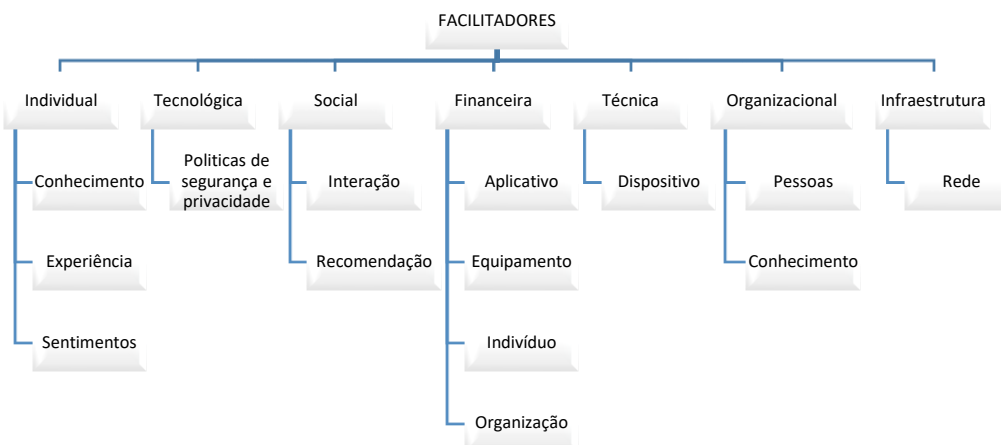 FACILITADORES
Individual
Tecnológica
Social
Financeira
Técnica
Organizacional
Infraestrutura
Conhecimento
Politicas de
segurança e
privacidade
Interação
Aplicativo
Dispositivo
Pessoas
Rede
Experiência
Recomendação
Equipamento
Conhecimento
Sentimentos
Indivíduo
Organização